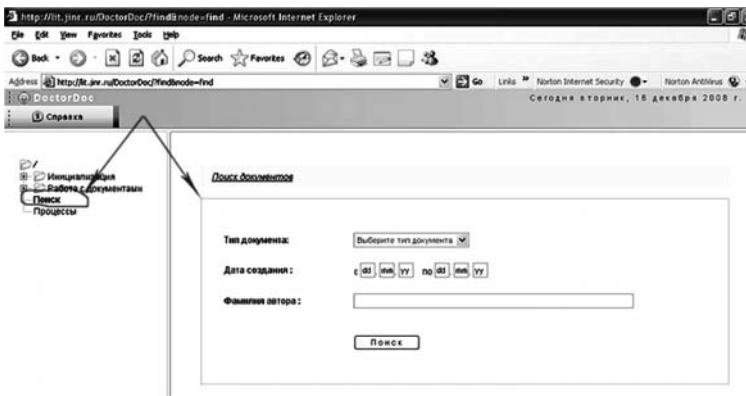 http://lit.jinr.ru/DoctorDoc/?find&node=find - Microsoft Internet Explorer
File Edit View Favorites Tools Help
Back Search Favorites
Address http://lit.jinr.ru/DoctorDoc/?find&node=find Go Links » Norton Internet Security Norton AntiVirus
DoctorDoc Сегодня вторник, 16 декабря 2008 г.
Справка
/
Инициализация
Работа с документами
Поиск
Процессы
Поиск документов
Тип документа: Выберите тип документа
Дата создания : с dd . mm . yy по dd . mm . yy
Фамилия автора :
Поиск